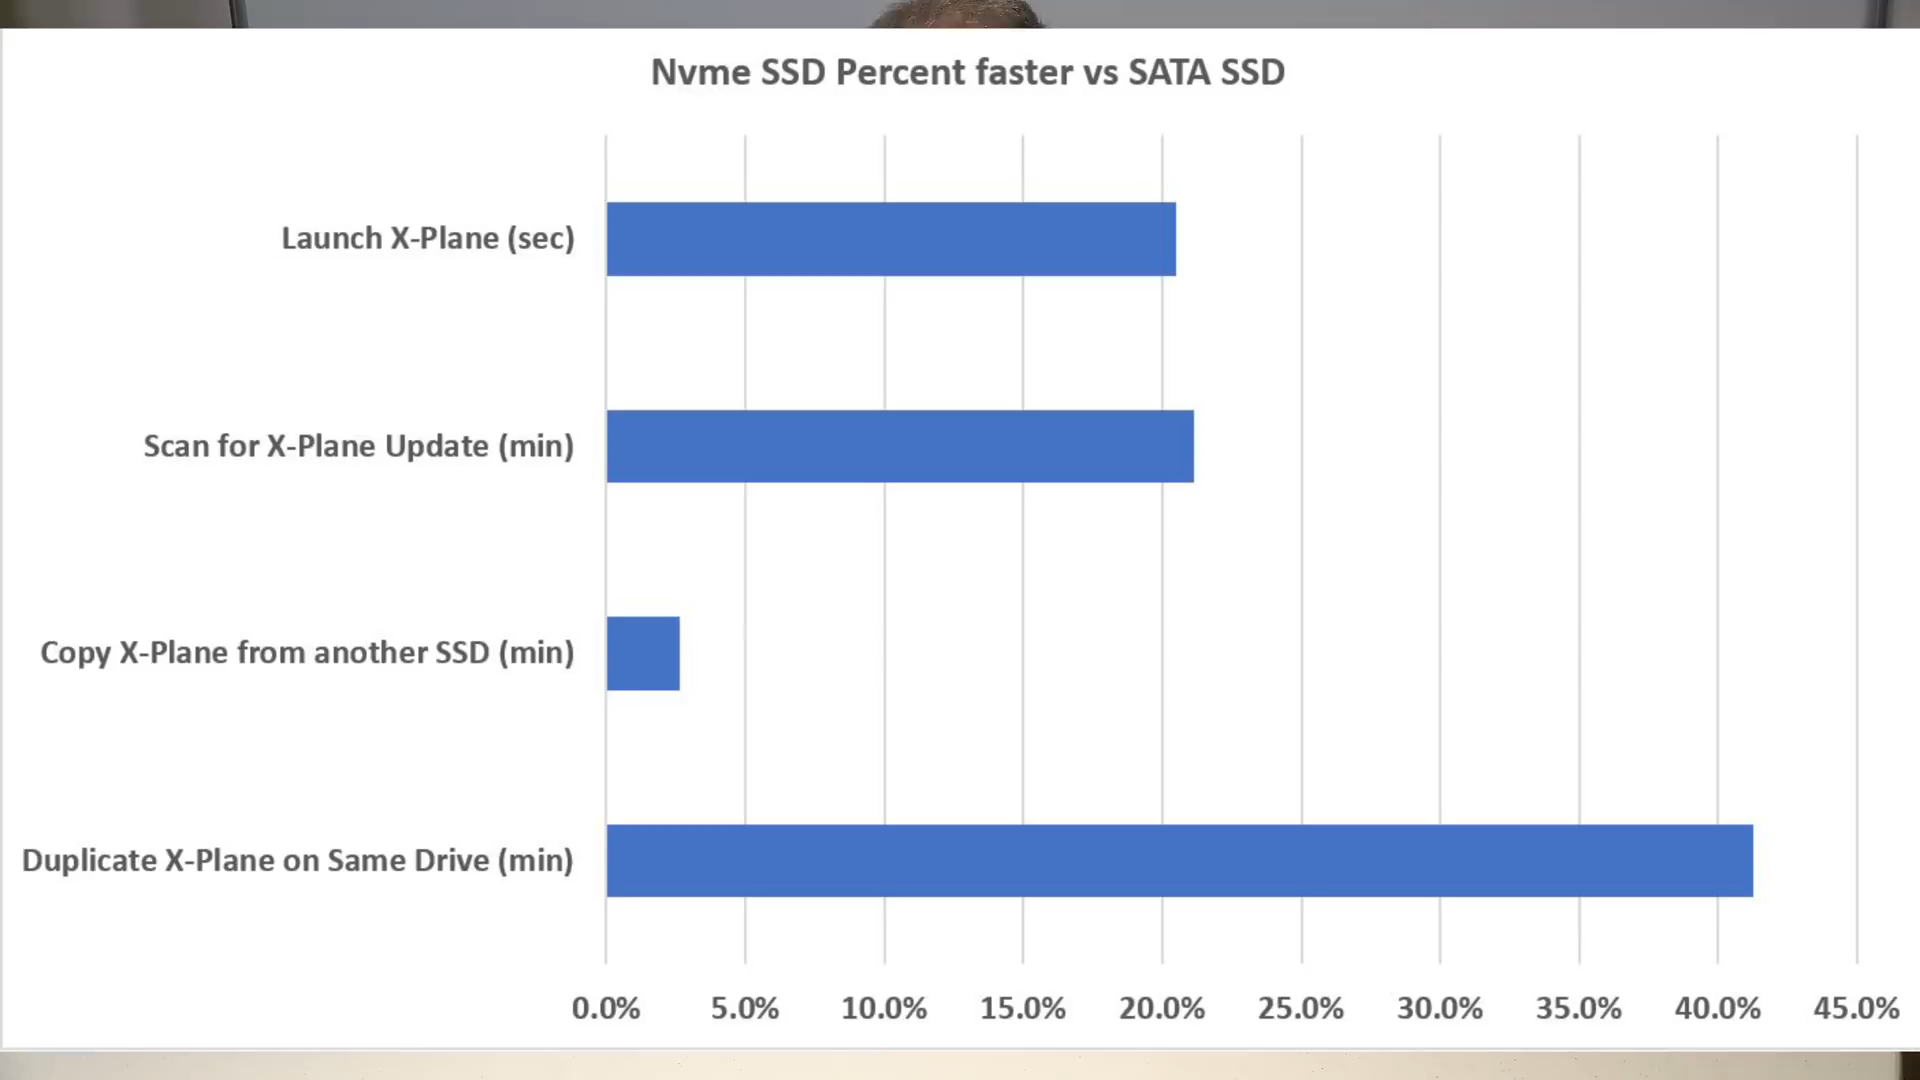 Nvme SSD Percent faster vs SATA SSD
Launch X-Plane (sec)
Scan for X-Plane Update (min)
Copy X-Plane from another SSD (min)
Duplicate X-Plane on Same Drive (min)
0.0% 5.0% 10.0% 15.0% 20.0% 25.0% 30.0% 35.0% 40.0% 45.0%